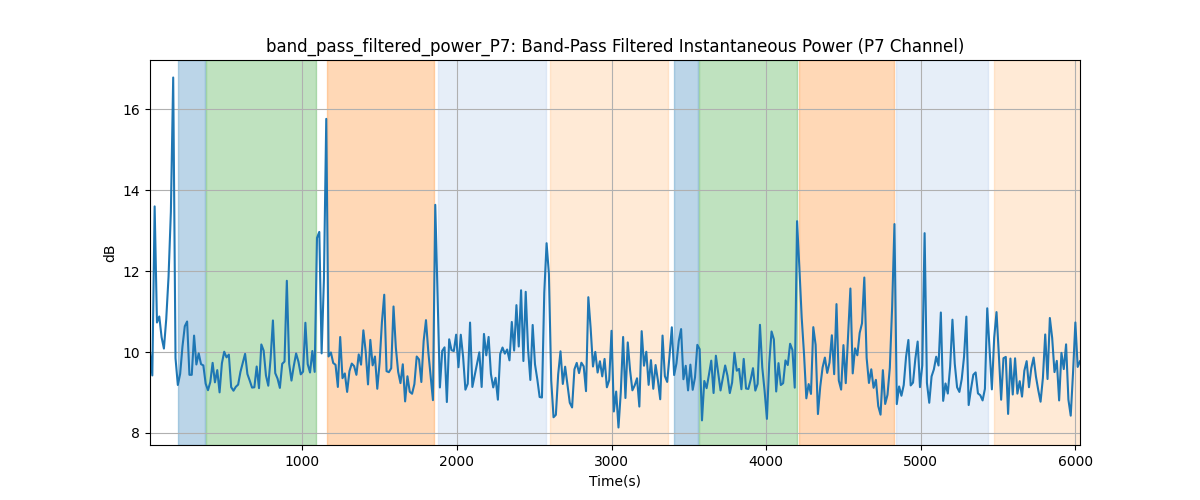 band_pass_filtered_power_P7: Band-Pass Filtered Instantaneous Power (P7 Channel)
16
14
12
10
8
dB
1000 2000 3000 4000 5000 6000
Time(s)